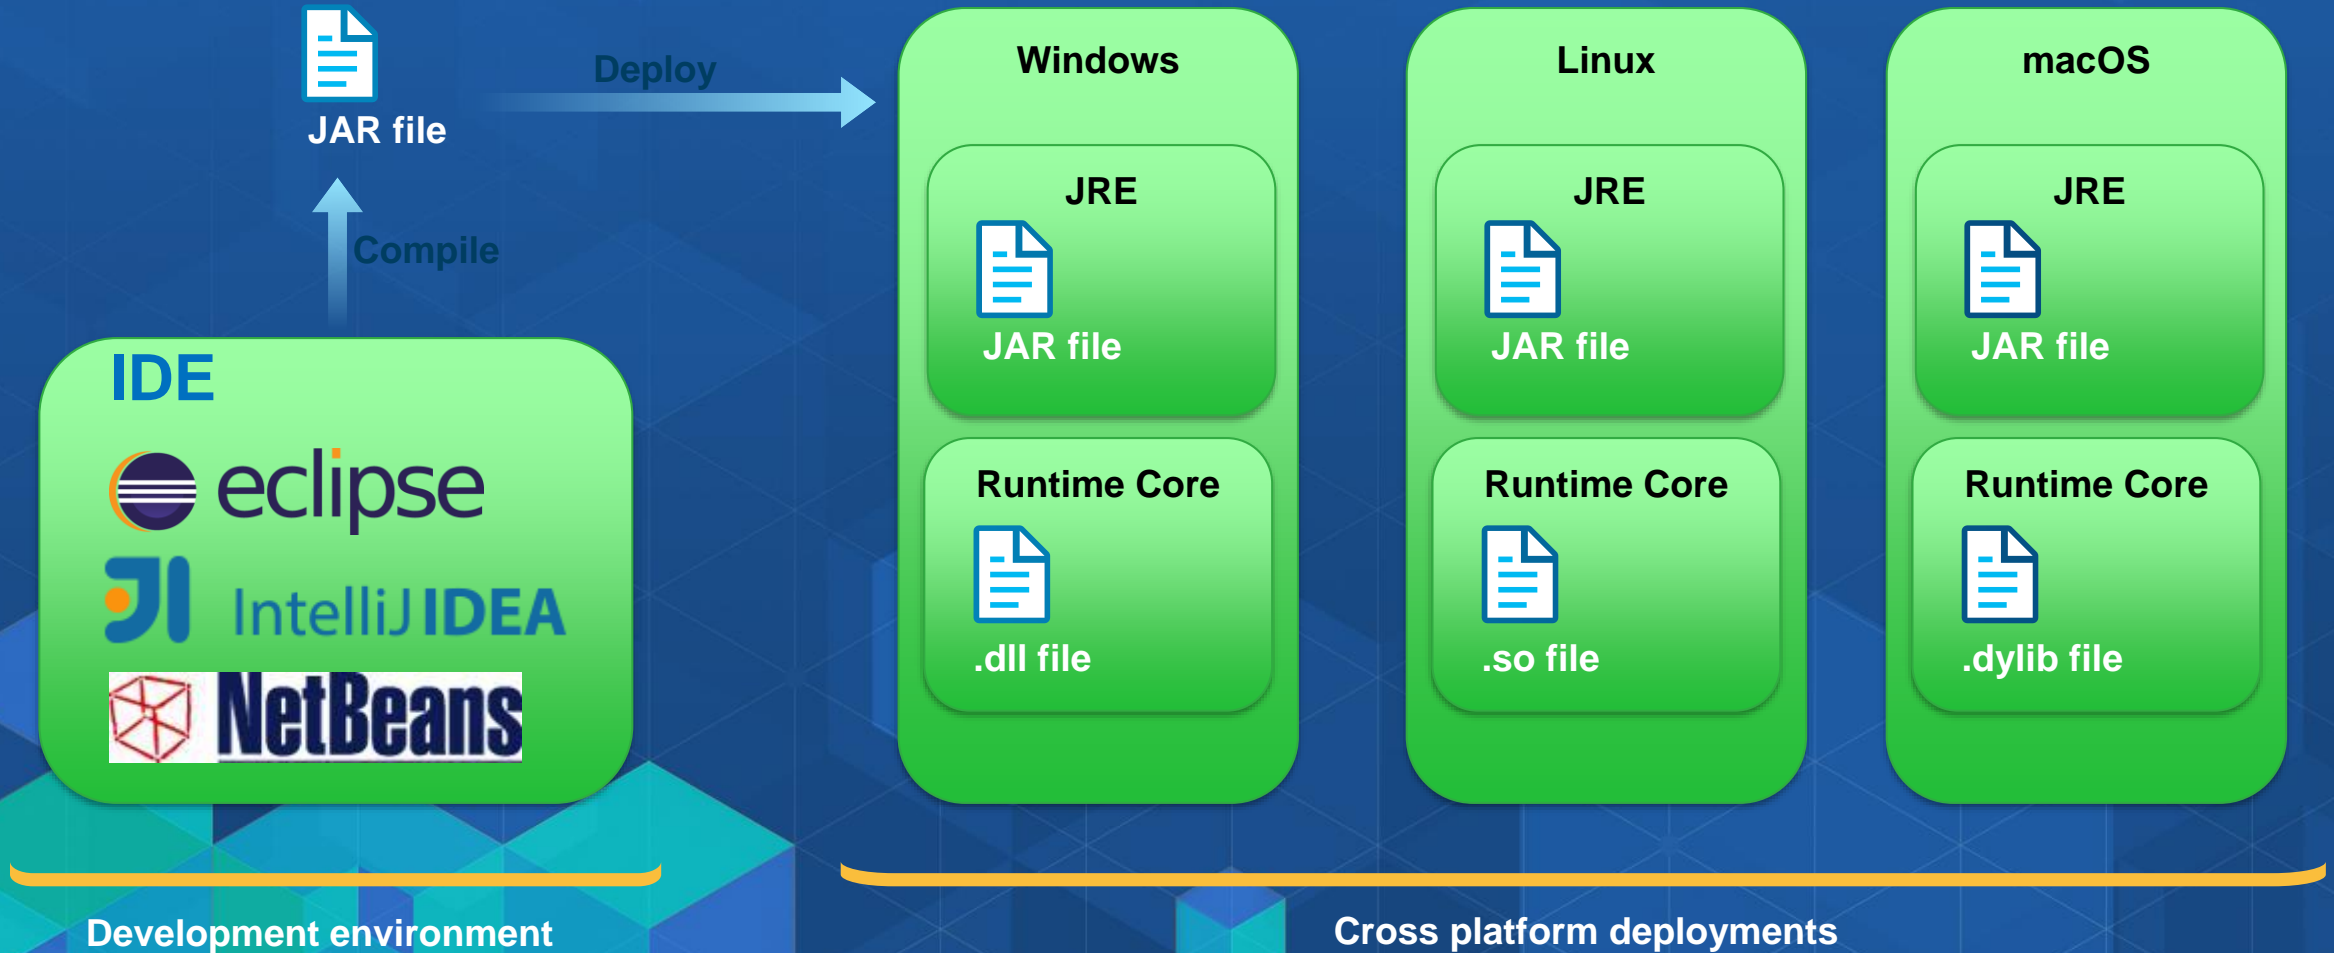 JAR file
Deploy
Compile
IDE
eclipse
IntelliJ IDEA
NetBeans
Development environment
Windows
JRE
JAR file
Runtime Core
.dll file
Linux
JRE
JAR file
Runtime Core
.so file
macOS
JRE
JAR file
Runtime Core
.dylib file
Cross platform deployments